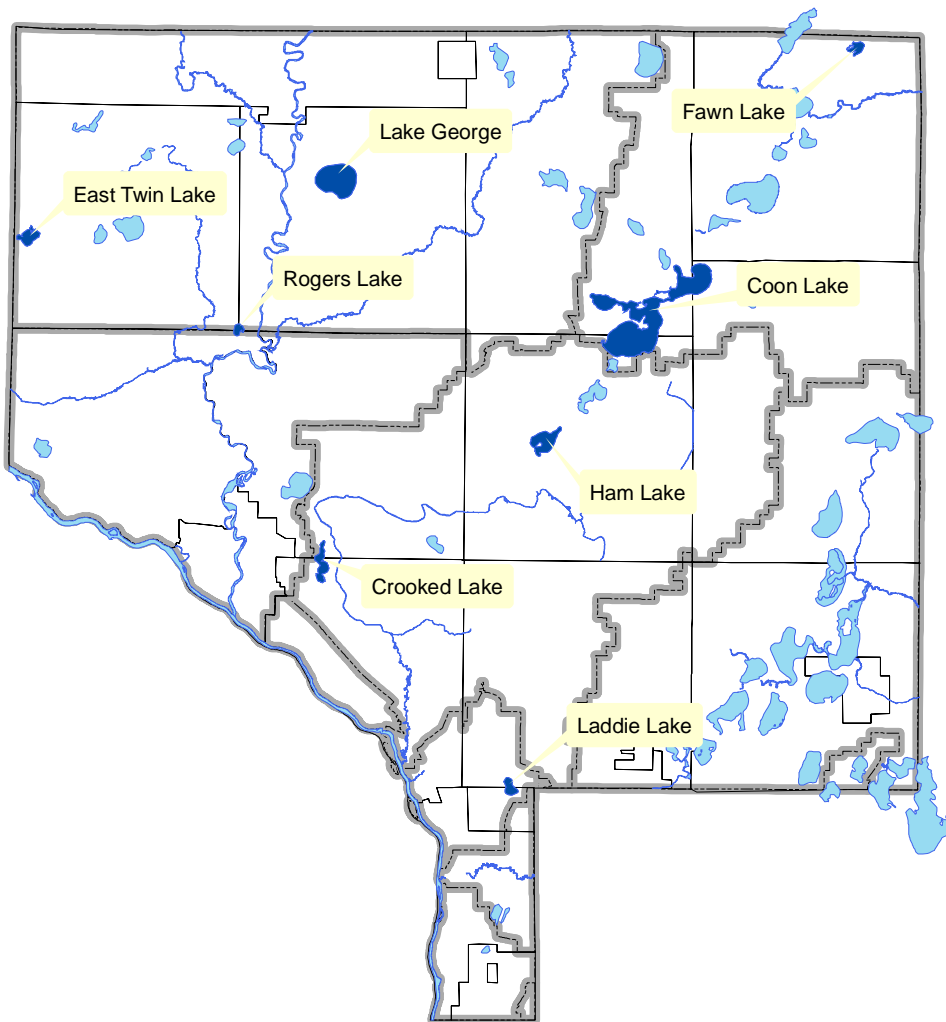 Fawn Lake
Lake George
East Twin Lake
Rogers Lake
Coon Lake
Ham Lake
Crooked Lake
Laddie Lake